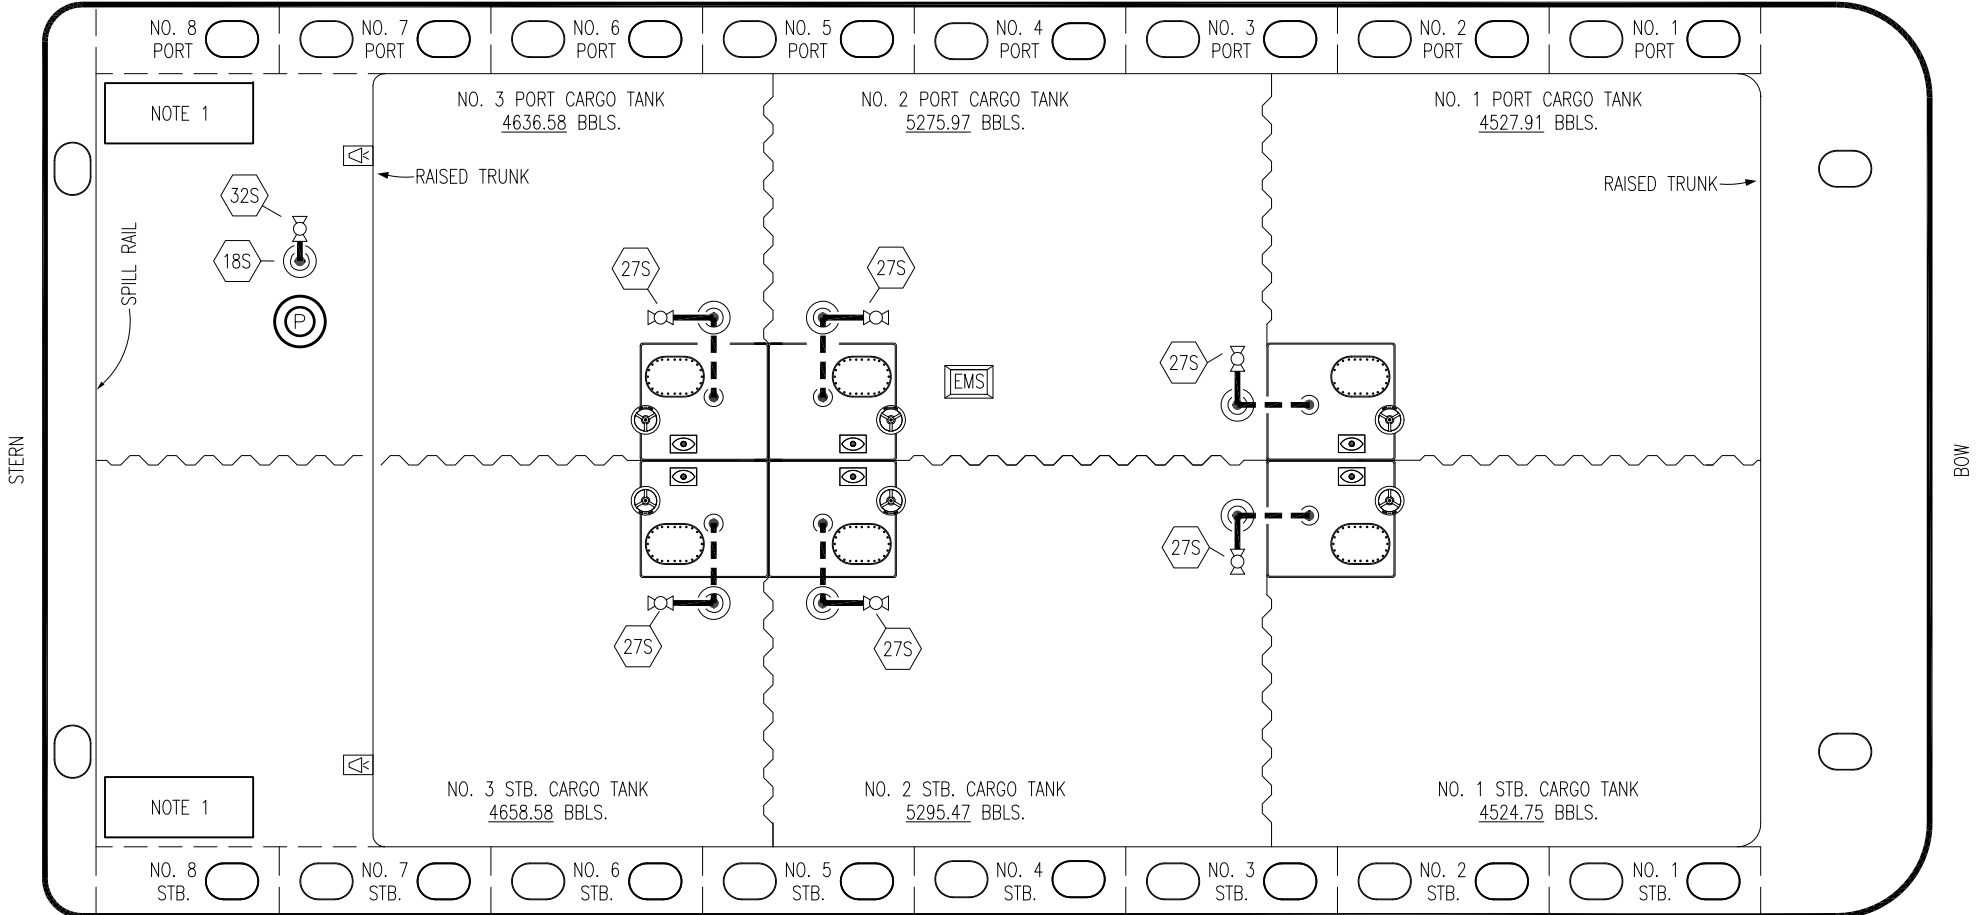 NO. 8
PORT
NO. 7
PORT
NO. 6
PORT
NO. 5
PORT
NO. 4
PORT
NO. 3
PORT
NO. 2
PORT
NO. 1
PORT
NOTE 1
NO. 3 PORT CARGO TANK
4636.58 BBLS.
NO. 2 PORT CARGO TANK
5275.97 BBLS.
NO. 1 PORT CARGO TANK
4527.91 BBLS.
RAISED TRUNK
RAISED TRUNK
32S
18S
SPILL RAIL
P
27S
27S
27S
EMS
STERN
BOW
27S
27S
27S
NOTE 1
NO. 3 STB. CARGO TANK
4658.58 BBLS.
NO. 2 STB. CARGO TANK
5295.47 BBLS.
NO. 1 STB. CARGO TANK
4524.75 BBLS.
NO. 8
STB.
NO. 7
STB.
NO. 6
STB.
NO. 5
STB.
NO. 4
STB.
NO. 3
STB.
NO. 2
STB.
NO. 1
STB.